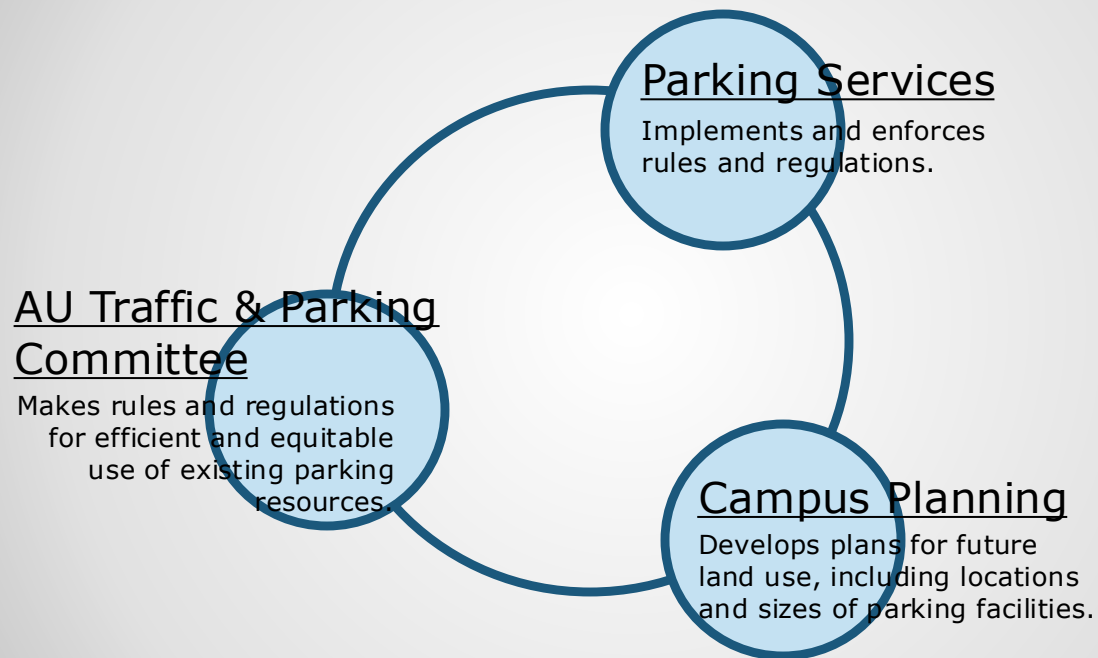 Parking Services
Implements and enforces
rules and regulations.
AU Traffic & Parking
Committee
Makes rules and regulations
for efficient and equitable
use of existing parking
resources.
Campus Planning
Develops plans for future
land use, including locations
and sizes of parking facilities.